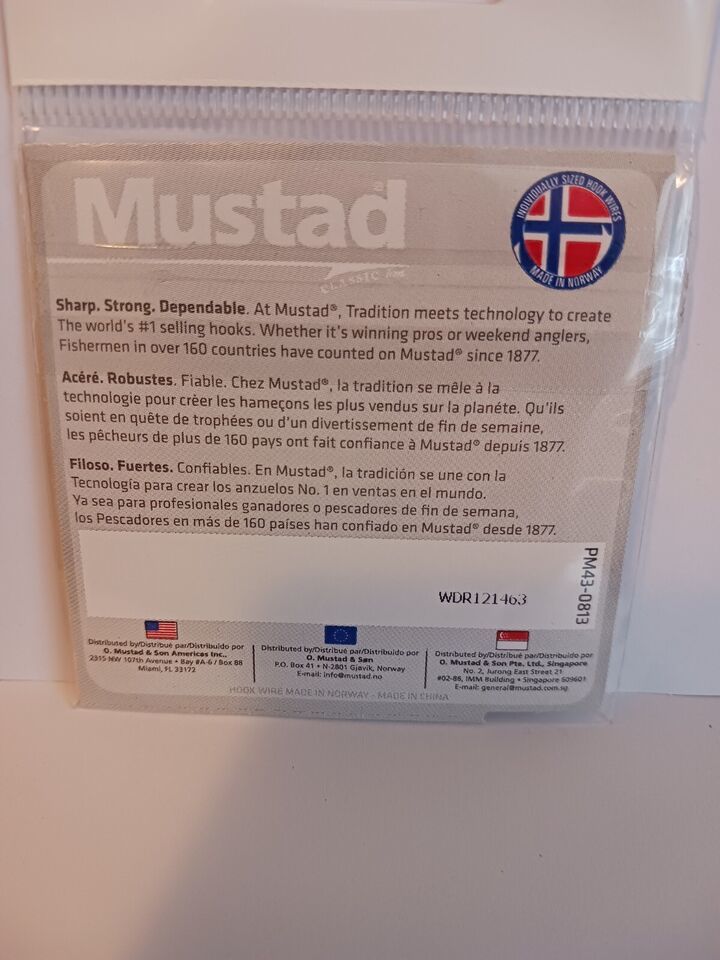 Mustad
CLASSIC line
INDIVIDUALLY SIZED HOOK WIRES
MADE IN NORWAY
Sharp. Strong. Dependable. At Mustad®, Tradition meets technology to create
The world's #1 selling hooks. Whether it's winning pros or weekend anglers,
Fishermen in over 160 countries have counted on Mustad® since 1877.
Acéré. Robustes. Fiable. Chez Mustad®, la tradition se mêle à la
technologie pour crèer les hameçons les plus vendus sur la planéte. Qu'ils
soient en quête de trophées ou d'un divertissement de fin de semaine,
les pêcheurs de plus de 160 pays ont fait confiance à Mustad® depuis 1877.
Filoso. Fuertes. Confiables. En Mustad®, la tradición se une con la
Tecnología para crear los anzuelos No. 1 en ventas en el mundo.
Ya sea para profesionales ganadores o pescadores de fin de semana,
los Pescadores en más de 160 países han confiado en Mustad® desde 1877.
WDR121463
PM43-0813
Distributed by/Distribué par/Distribuido por
O. Mustad & Son Americas Inc.,
2315 NW 107th Avenue • Bay #A-6 / Box 88
Miami, FL 33172
Distributed by/Distribué par/Distribuido por
O. Mustad & Søn
P.O. Box 41 • N-2801 Gjøvik, Norway
E-mail: info@mustad.no
Distributed by/Distribué par/Distribuido por
O. Mustad & Son Pte. Ltd., Singapore
No. 2, Jurong East Street 21
#02-86, IMM Building • Singapore 609601
E-mail: general@mustad.com.sg
HOOK WIRE MADE IN NORWAY - MADE IN CHINA